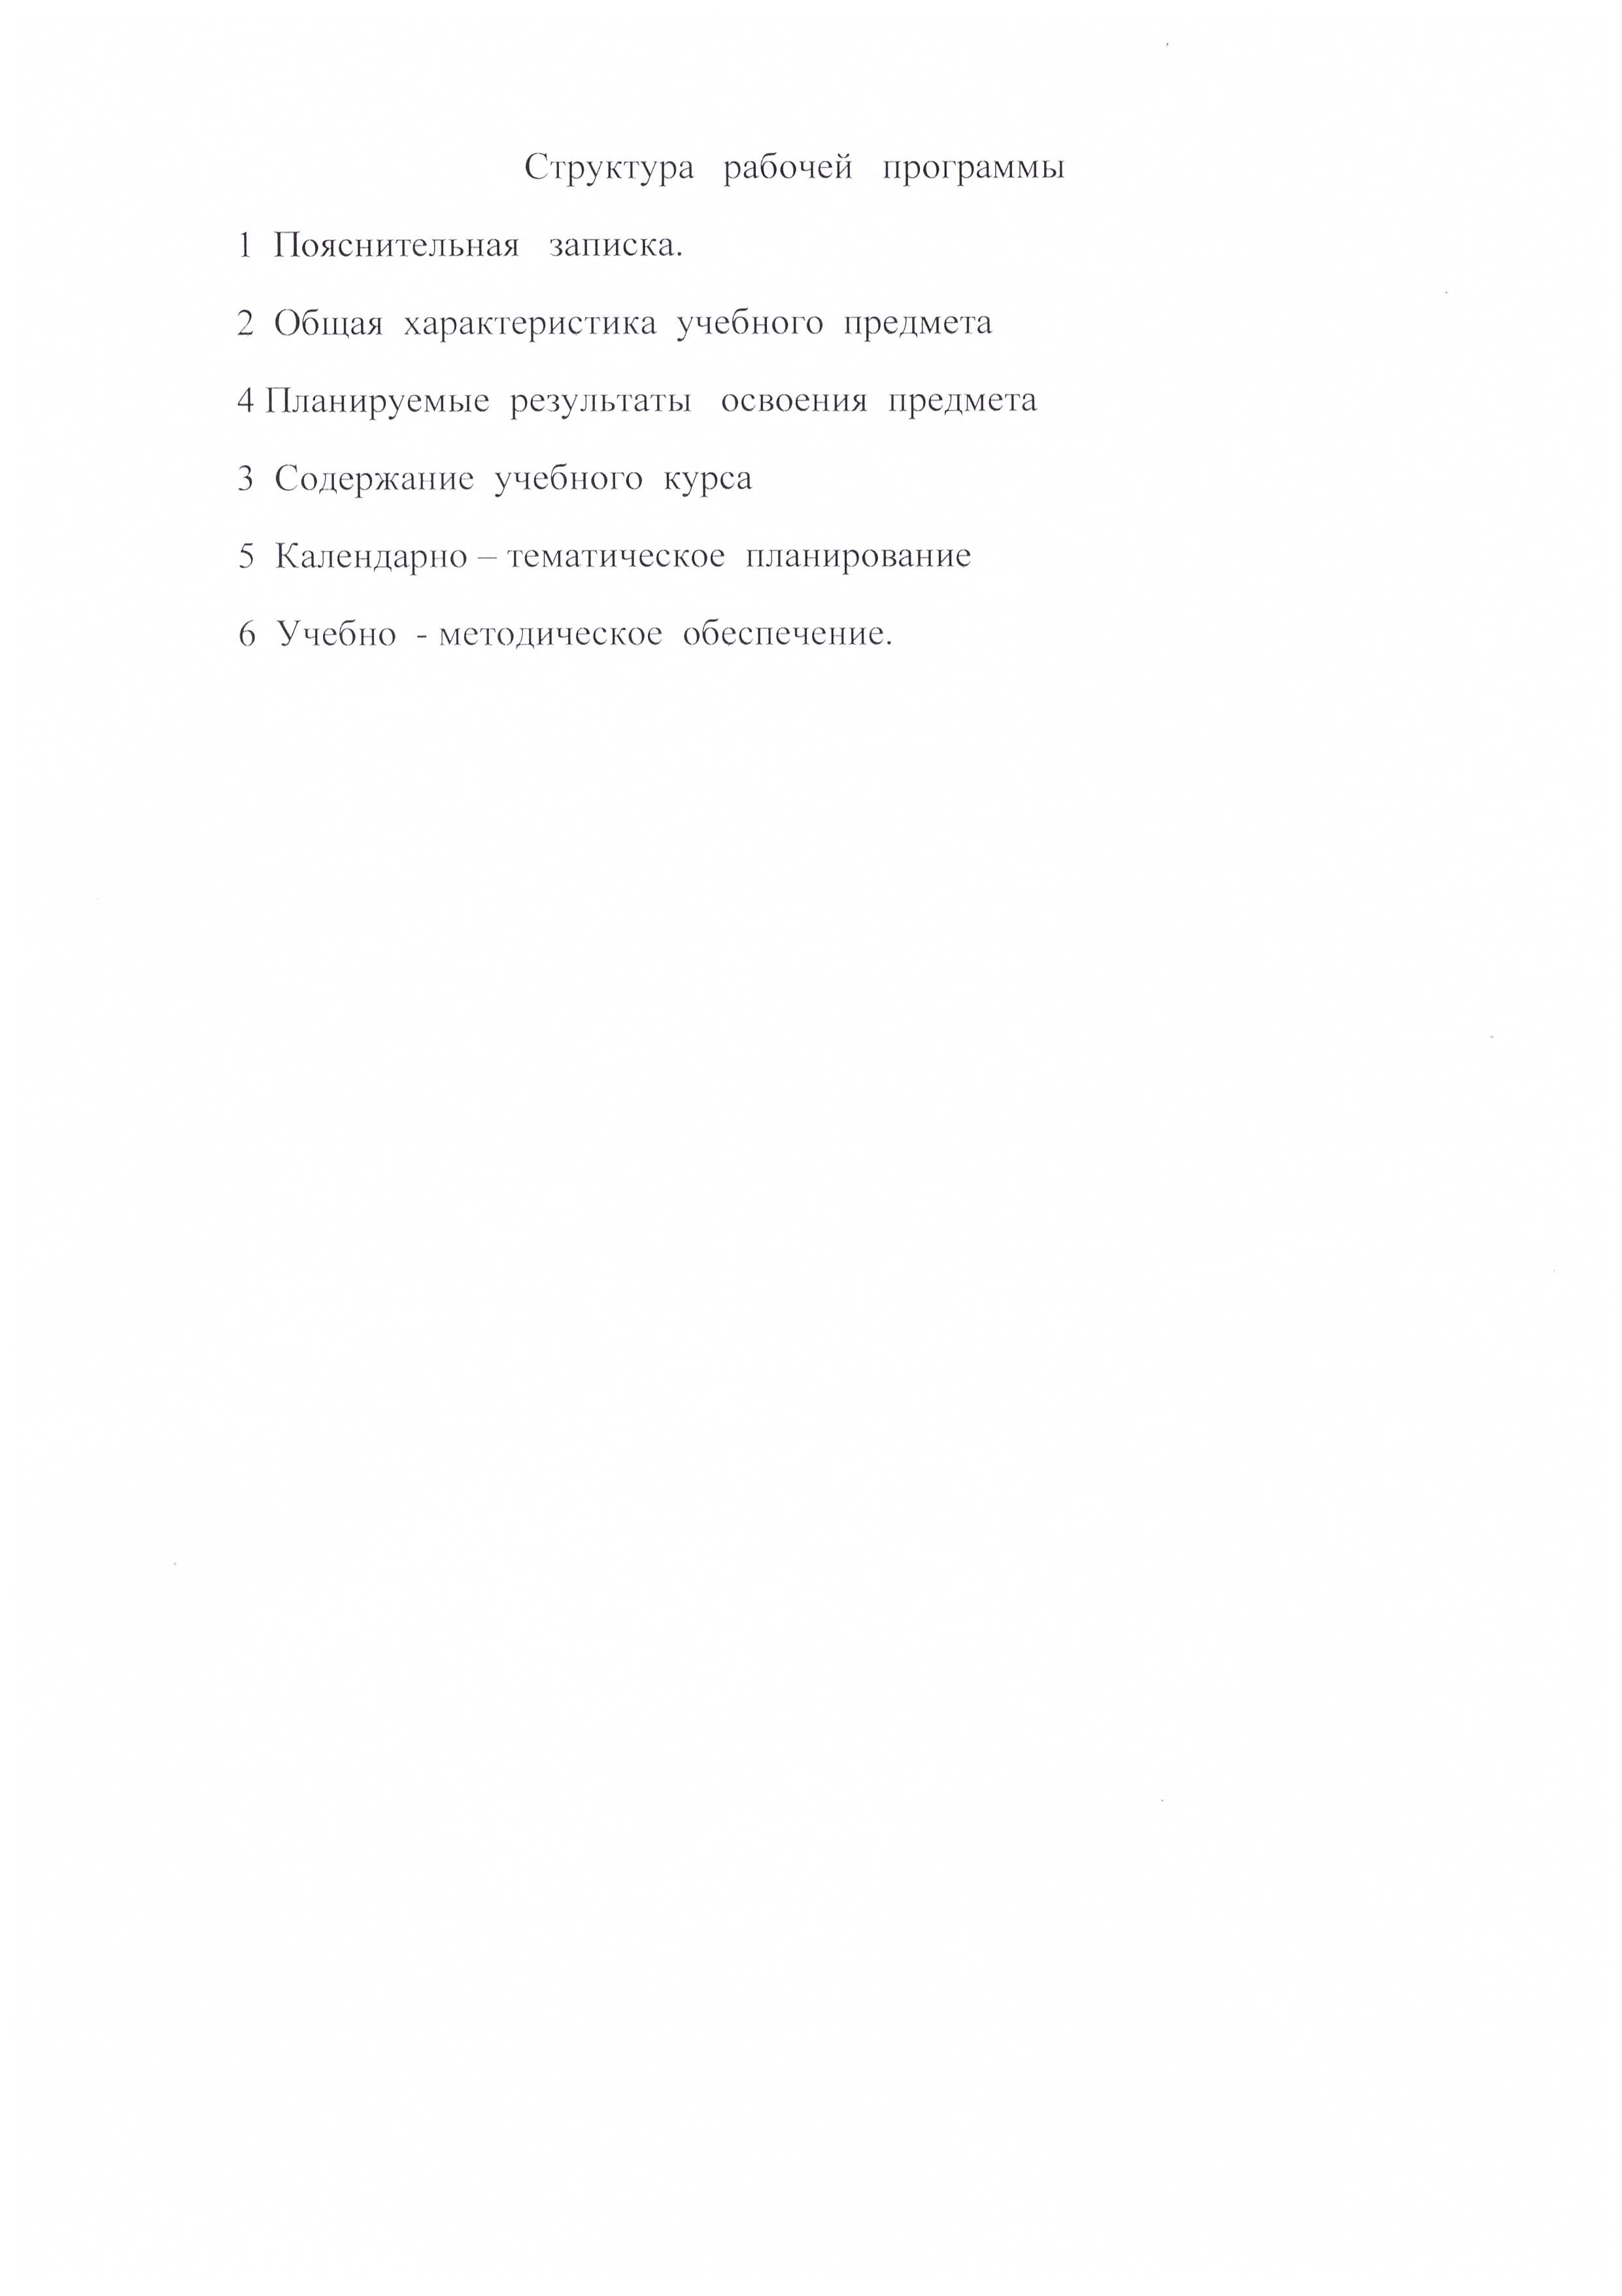 Структура рабочей программы
1 Пояснительная записка.
2 Общая характеристика учебного предмета
4 Планируемые результаты освоения предмета
3 Содержание учебного курса
5 Календарно – тематическое планирование
6 Учебно - методическое обеспечение.